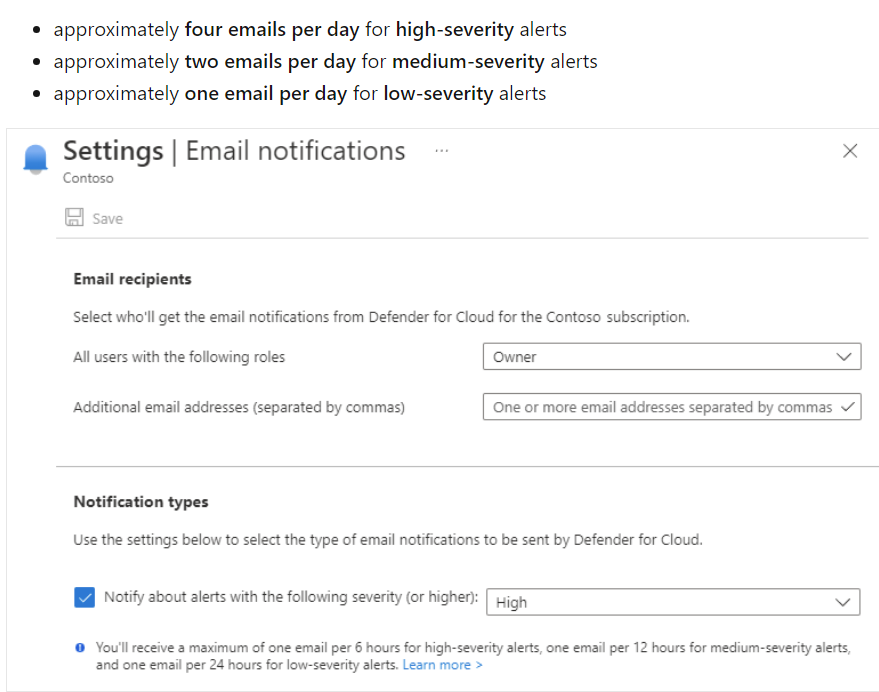 approximately four emails per day for high-severity alerts
approximately two emails per day for medium-severity alerts
approximately one email per day for low-severity alerts
Settings | Email notifications ...
Contoso
Save
Email recipients
Select who'll get the email notifications from Defender for Cloud for the Contoso subscription.
All users with the following roles Owner
Additional email addresses (separated by commas) One or more email addresses separated by commas
Notification types
Use the settings below to select the type of email notifications to be sent by Defender for Cloud.
Notify about alerts with the following severity (or higher): High
You'll receive a maximum of one email per 6 hours for high-severity alerts, one email per 12 hours for medium-severity alerts,
and one email per 24 hours for low-severity alerts. Learn more >